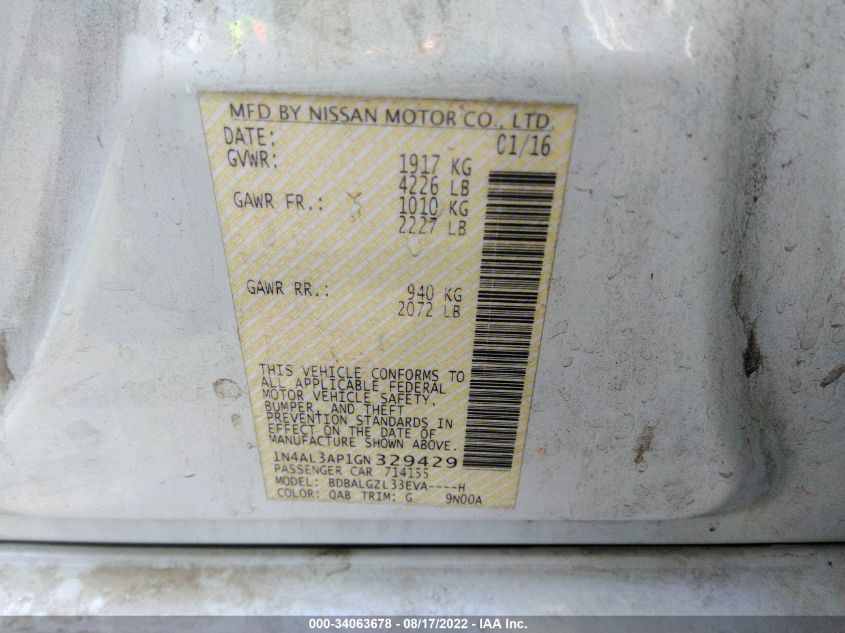 MFD BY NISSAN MOTOR CO., LTD.
DATE: 01/16
GVWR: 1917 KG
4226 LB
GAWR FR.: 1010 KG
2227 LB
GAWR RR.: 940 KG
2072 LB
THIS VEHICLE CONFORMS TO
ALL APPLICABLE FEDERAL
MOTOR VEHICLE SAFETY,
BUMPER, AND THEFT
PREVENTION STANDARDS IN
EFFECT ON THE DATE OF
MANUFACTURE SHOWN ABOVE.
1N4AL3AP1GN 329429
PASSENGER CAR 714155
MODEL: BDBALGZL33EVA----H
COLOR: QAB TRIM: G 9N00A
000-34063678 - 08/17/2022 - IAA Inc.